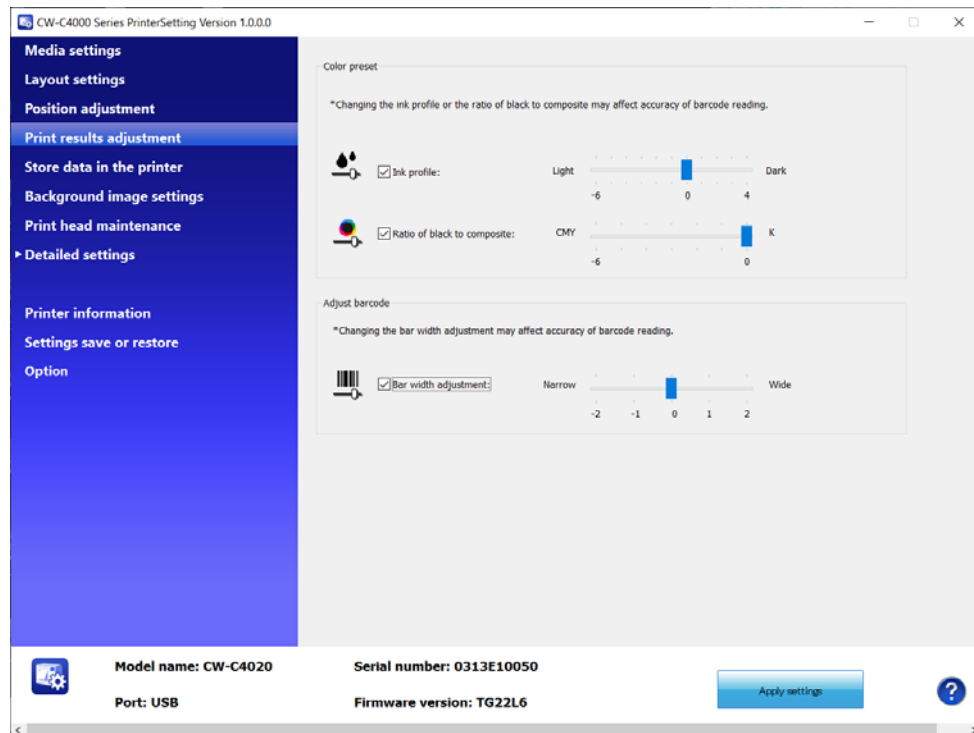 CW-C4000 Series PrinterSetting Version 1.0.0.0
Media settings
Layout settings
Position adjustment
Print results adjustment
Store data in the printer
Background image settings
Print head maintenance
Detailed settings
Printer information
Settings save or restore
Option
Color preset
*Changing the ink profile or the ratio of black to composite may affect accuracy of barcode reading.
Ink profile: Light Dark
-6 0 4
Ratio of black to composite: CMY K
-6 0
Adjust barcode
*Changing the bar width adjustment may affect accuracy of barcode reading.
Bar width adjustment: Narrow Wide
-2 -1 0 1 2
Model name: CW-C4020 Serial number: 0313E10050
Port: USB Firmware version: TG22L6
Apply settings
?